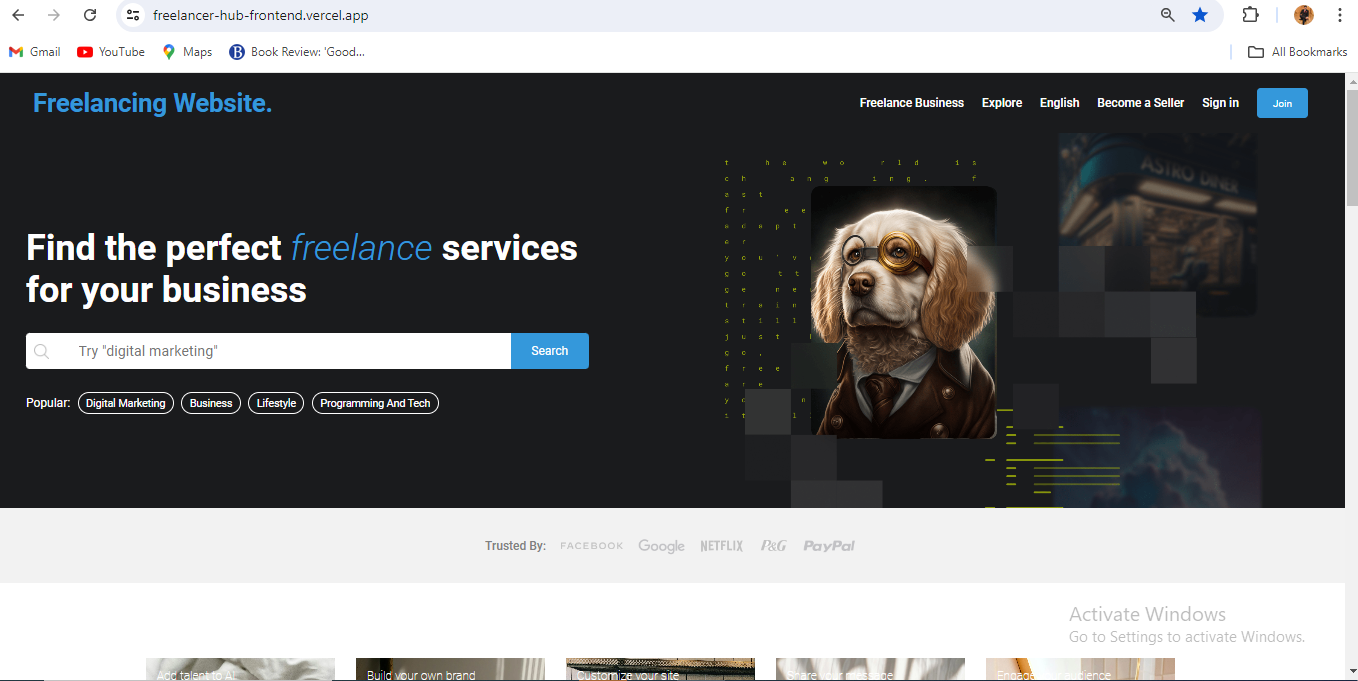 freelancer-hub-frontend.vercel.app
Gmail YouTube Maps B Book Review: 'Good... All Bookmarks
Freelancing Website. Freelance Business Explore English Become a Seller Sign in Join
t h e w o r l d i s
c h a n g i n g . f
a s t
f r e e
a d a p t
e r
y o u ' v
g o t t
g e n e
t r a i n
s t i l l
j u s t
g o ,
f r e e
a r e
i t
ASTRO DINER
Find the perfect freelance services
for your business
Try "digital marketing" Search
Popular: Digital Marketing Business Lifestyle Programming And Tech
Trusted By: FACEBOOK Google NETFLIX P&G PayPal
Activate Windows
Go to Settings to activate Windows.
Add talent to AI Build your own brand Customize your site Share your message Engage your audience